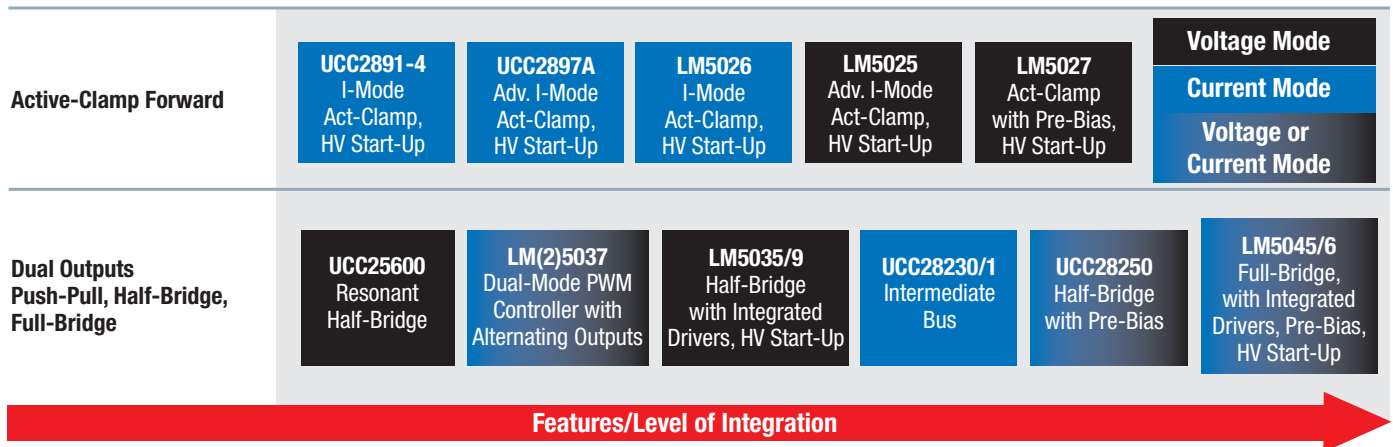 Active-Clamp Forward
UCC2891-4
I-Mode
Act-Clamp,
HV Start-Up
UCC2897A
Adv. I-Mode
Act-Clamp,
HV Start-Up
LM5026
I-Mode
Act-Clamp,
HV Start-Up
LM5025
Adv. I-Mode
Act-Clamp,
HV Start-Up
LM5027
Act-Clamp
with Pre-Bias,
HV Start-Up
Voltage Mode
Current Mode
Voltage or
Current Mode
Dual Outputs
Push-Pull, Half-Bridge,
Full-Bridge
UCC25600
Resonant
Half-Bridge
LM(2)5037
Dual-Mode PWM
Controller with
Alternating Outputs
LM5035/9
Half-Bridge
with Integrated
Drivers, HV Start-Up
UCC28230/1
Intermediate
Bus
UCC28250
Half-Bridge
with Pre-Bias
LM5045/6
Full-Bridge,
with Integrated
Drivers, Pre-Bias,
HV Start-Up
Features/Level of Integration